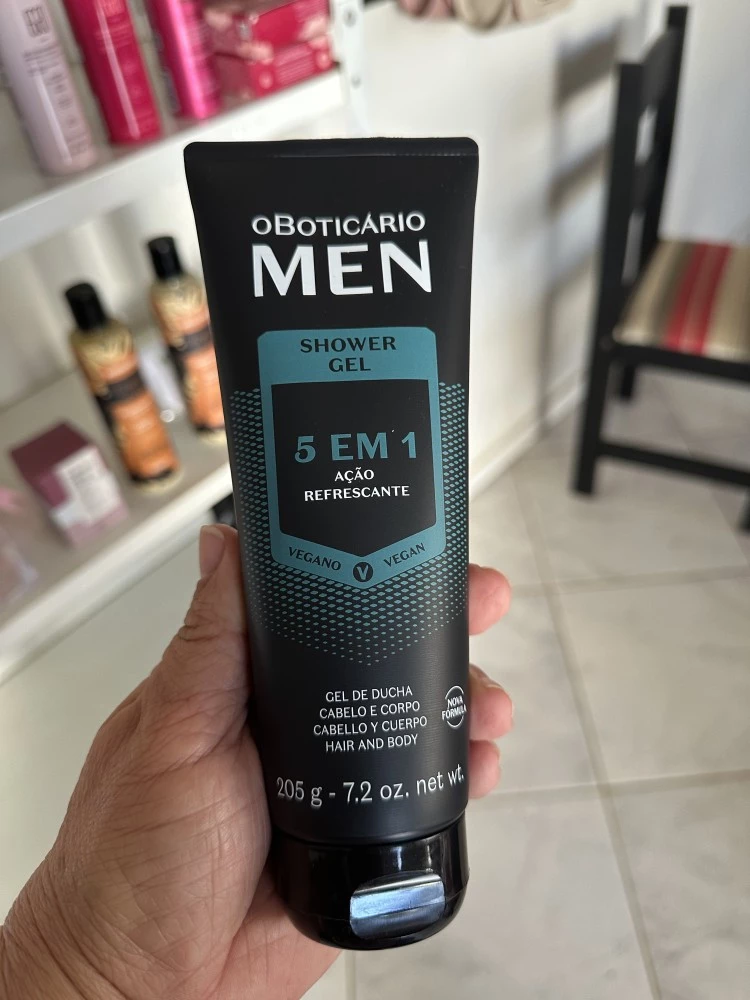 oBOTICÁRIO
MEN
SHOWER
GEL
5 EM 1
AÇÃO
REFRESCANTE
VEGANO V VEGAN
GEL DE DUCHA
CABELO E CORPO
CABELLO Y CUERPO
HAIR AND BODY
NOVA
FÓRMULA
205 g - 7.2 oz. net wt.